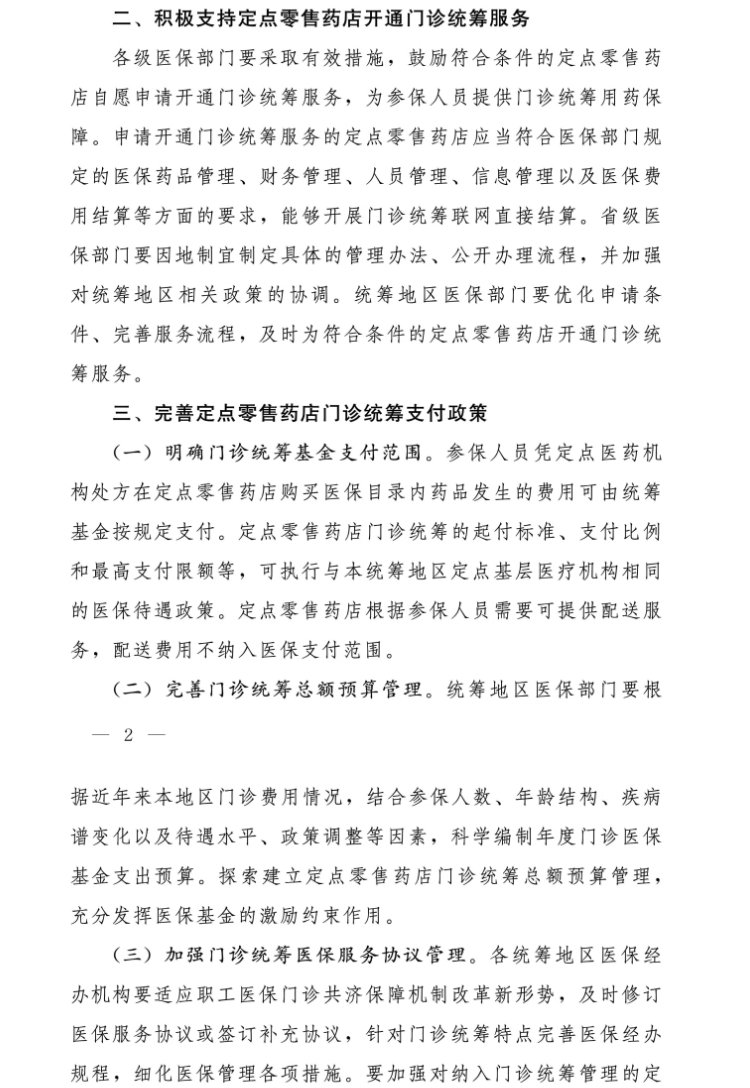 二、积极支持定点零售药店开通门诊统筹服务
各级医保部门要采取有效措施，鼓励符合条件的定点零售药
店自愿申请开通门诊统筹服务，为参保人员提供门诊统筹用药保
障。申请开通门诊统筹服务的定点零售药店应当符合医保部门规
定的医保药品管理、财务管理、人员管理、信息管理以及医保费
用结算等方面的要求，能够开展门诊统筹联网直接结算。省级医
保部门要因地制宜制定具体的管理办法、公开办理流程，并加强
对统筹地区相关政策的协调。统筹地区医保部门要优化申请条
件、完善服务流程，及时为符合条件的定点零售药店开通门诊统
筹服务。
三、完善定点零售药店门诊统筹支付政策
（一）明确门诊统筹基金支付范围。参保人员凭定点医药机
构处方在定点零售药店购买医保目录内药品发生的费用可由统筹
基金按规定支付。定点零售药店门诊统筹的起付标准、支付比例
和最高支付限额等，可执行与本统筹地区定点基层医疗机构相同
的医保待遇政策。定点零售药店根据参保人员需要可提供配送服
务，配送费用不纳入医保支付范围。
（二）完善门诊统筹总额预算管理。统筹地区医保部门要根
— 2 —
据近年来本地区门诊费用情况，结合参保人数、年龄结构、疾病
谱变化以及待遇水平、政策调整等因素，科学编制年度门诊医保
基金支出预算。探索建立定点零售药店门诊统筹总额预算管理，
充分发挥医保基金的激励约束作用。
（三）加强门诊统筹医保服务协议管理。各统筹地区医保经
办机构要适应职工医保门诊共济保障机制改革新形势，及时修订
医保服务协议或签订补充协议，针对门诊统筹特点完善医保经办
规程，细化医保管理各项措施。要加强对纳入门诊统筹管理的定